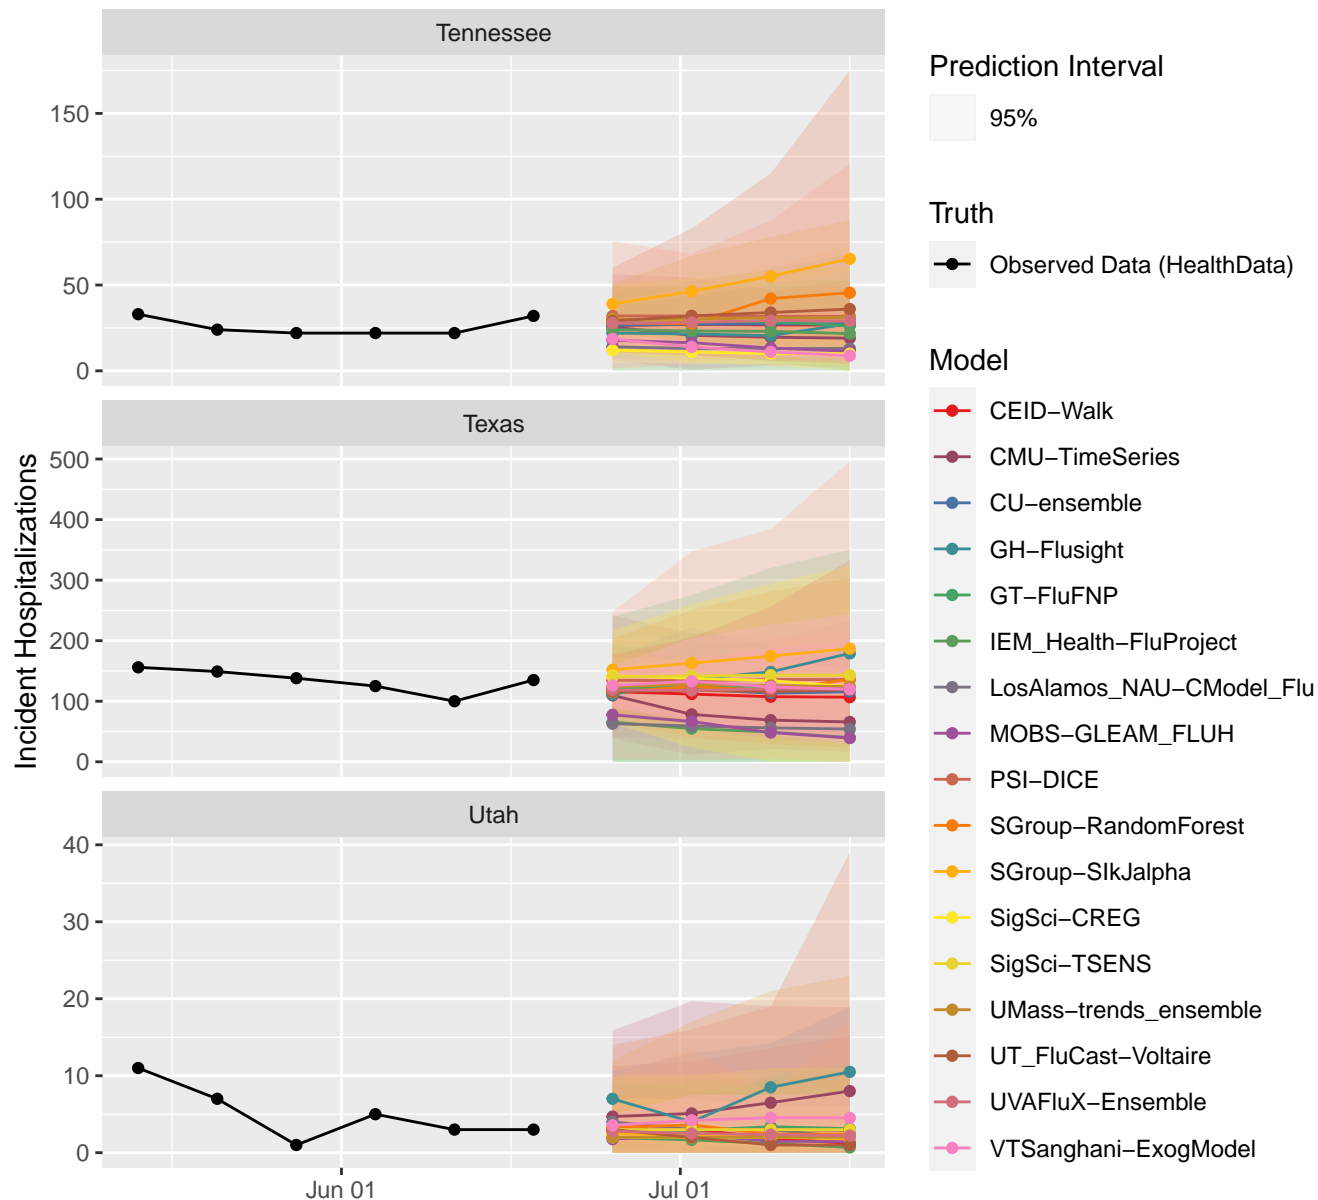 Tennessee
150
100
50
0
Texas
500
400
300
200
100
0
Utah
40
30
20
10
0
Jun 01
Jul 01
Incident Hospitalizations
Prediction Interval
95%
Truth
Observed Data (HealthData)
Model
CEID−Walk
CMU−TimeSeries
CU−ensemble
GH−Flusight
GT−FluFNP
IEM_Health−FluProject
LosAlamos_NAU−CModel_Flu
MOBS−GLEAM_FLUH
PSI−DICE
SGroup−RandomForest
SGroup−SIkJalpha
SigSci−CREG
SigSci−TSENS
UMass−trends_ensemble
UT_FluCast−Voltaire
UVAFluX−Ensemble
VTSanghani−ExogModel